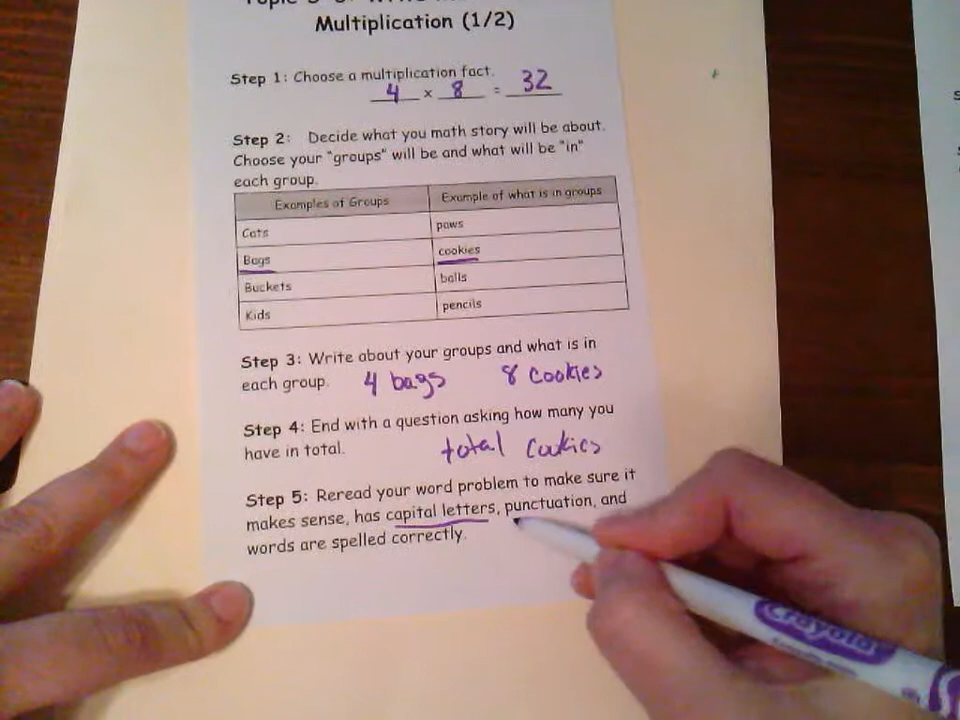 Multiplication (1/2)
Step 1: Choose a multiplication fact.
4 x 8 = 32
Step 2: Decide what you math story will be about.
Choose your "groups" will be and what will be "in"
each group.
Examples of Groups Example of what is in groups
Cats paws
Bags cookies
Buckets balls
Kids pencils
Step 3: Write about your groups and what is in
each group. 4 bags 8 cookies
Step 4: End with a question asking how many you
have in total. total cookies
Step 5: Reread your word problem to make sure it
makes sense, has capital letters, punctuation, and
words are spelled correctly.
Crayola